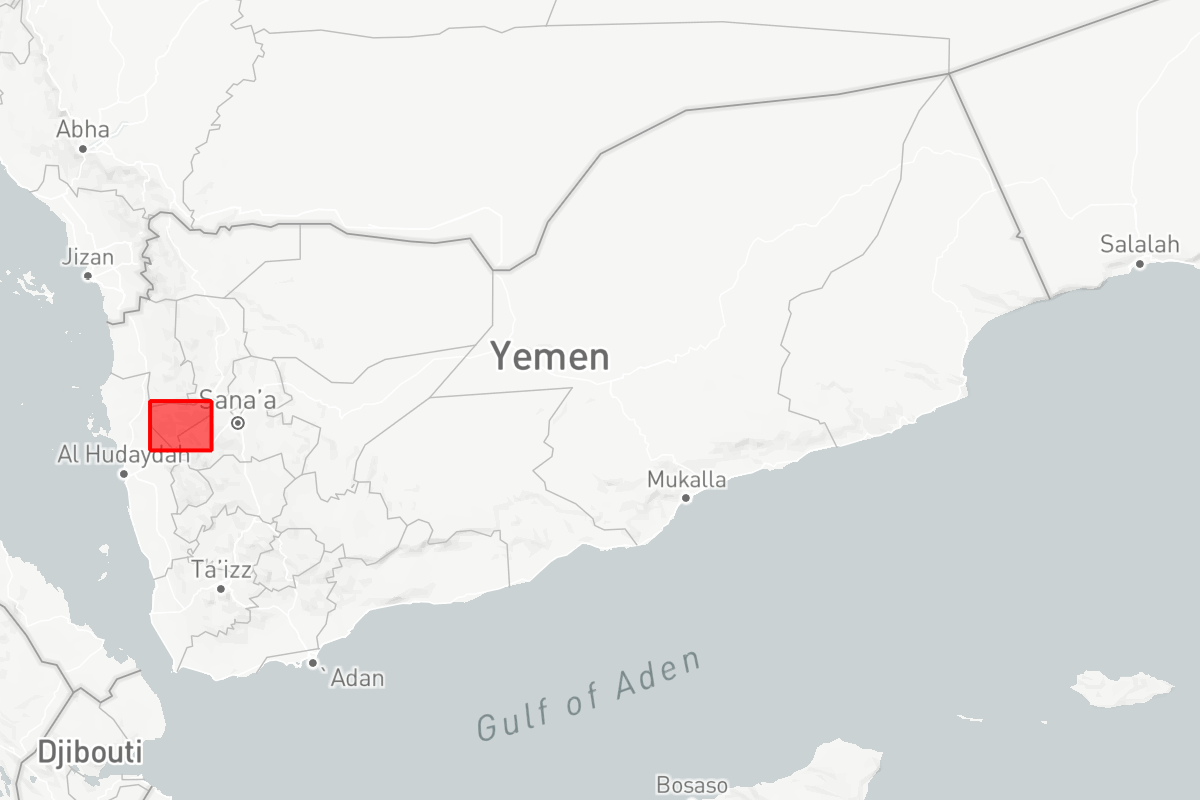 Abha
Jizan
Salalah
Yemen
Sana’a
Al Hudaydah
Mukalla
Ta‘izz
`Adan
Gulf of Aden
Djibouti
Bosaso